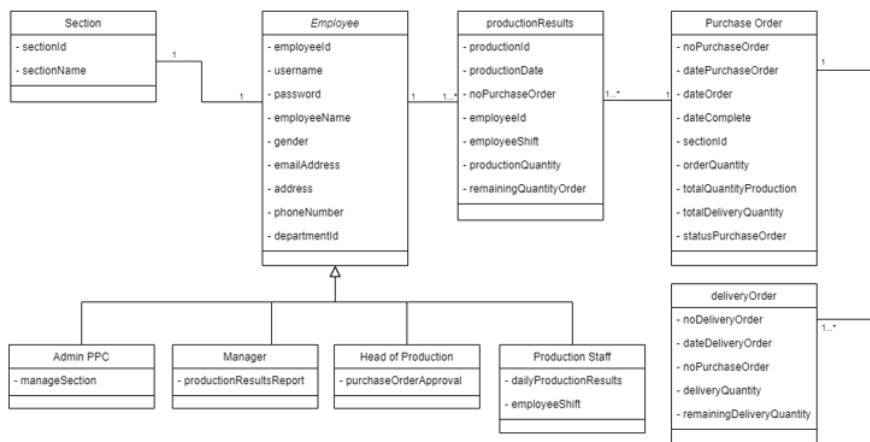 Section
- sectionId
- sectionName
1
1
Employee
- employeeId
- username
- password
- employeeName
- gender
- emailAddress
- address
- phoneNumber
- departmentId
1
1...*
productionResults
- productionId
- productionDate
- noPurchaseOrder
- employeeId
- employeeShift
- productionQuantity
- remainingQuantityOrder
1...*
1
Purchase Order
- noPurchaseOrder
- datePurchaseOrder
- dateOrder
- dateComplete
- sectionId
- orderQuantity
- totalQuantityProduction
- totalDeliveryQuantity
- statusPurchaseOrder
1
Admin PPC
- manageSection
Manager
- productionResultsReport
Head of Production
- purchaseOrderApproval
Production Staff
- dailyProductionResults
- employeeShift
deliveryOrder
- noDeliveryOrder
- dateDeliveryOrder
- noPurchaseOrder
- deliveryQuantity
- remainingDeliveryQuantity
1...*